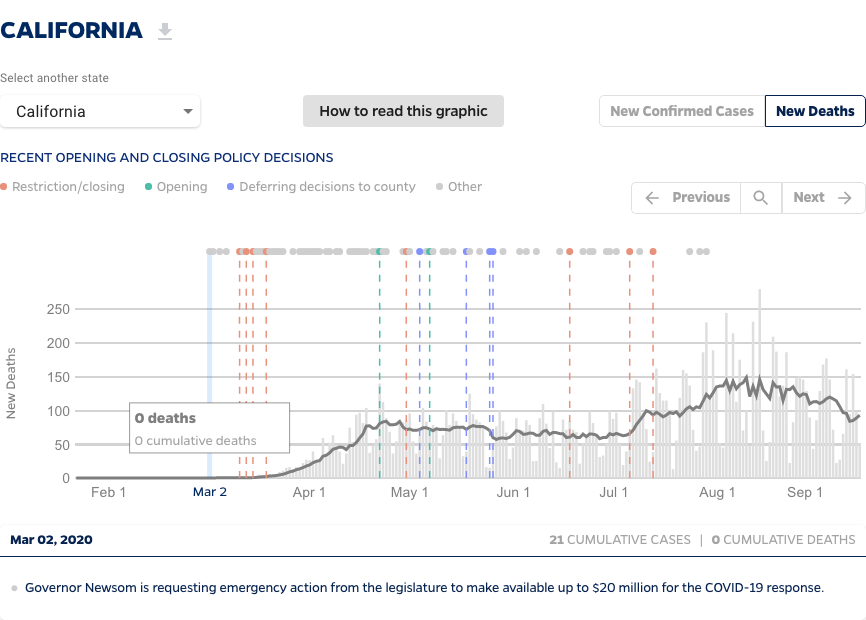 CALIFORNIA
Select another state
California
How to read this graphic
New Confirmed Cases
New Deaths
RECENT OPENING AND CLOSING POLICY DECISIONS
Restriction/closing Opening Deferring decisions to county Other
Previous Next
New Deaths
250
200
150
100
50
0
0 deaths
0 cumulative deaths
Feb 1 Mar 2 Apr 1 May 1 Jun 1 Jul 1 Aug 1 Sep 1
Mar 02, 2020
21 CUMULATIVE CASES | 0 CUMULATIVE DEATHS
Governor Newsom is requesting emergency action from the legislature to make available up to $20 million for the COVID-19 response.